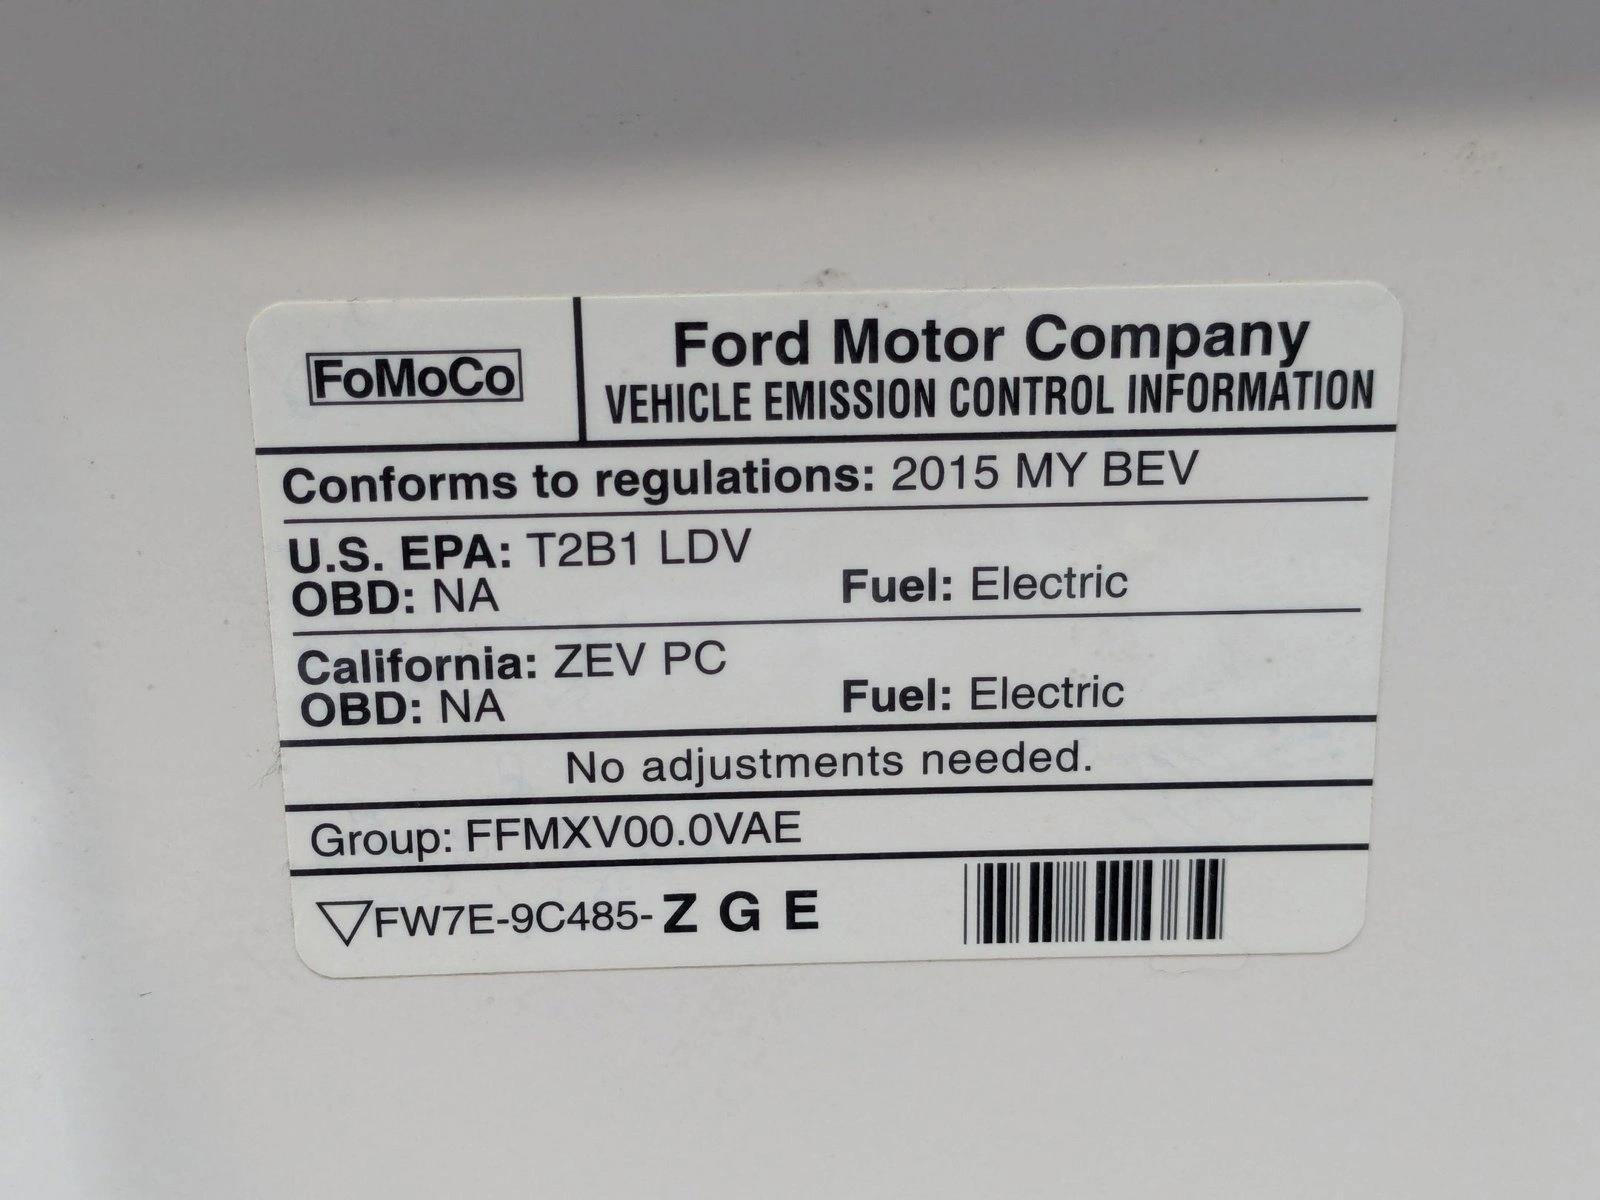 FoMoCo
Ford Motor Company
VEHICLE EMISSION CONTROL INFORMATION
Conforms to regulations: 2015 MY BEV
U.S. EPA: T2B1 LDV
OBD: NA Fuel: Electric
California: ZEV PC
OBD: NA Fuel: Electric
No adjustments needed.
Group: FFMXV00.0VAE
FW7E-9C485-Z G E